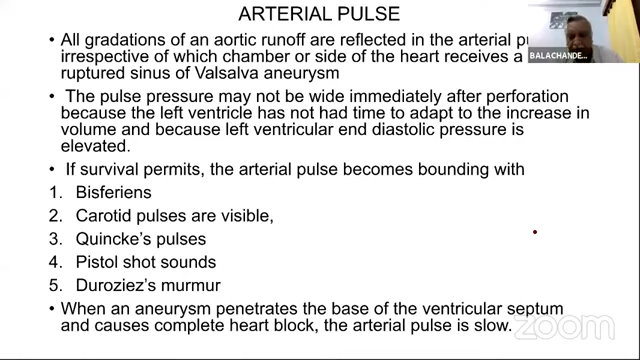 ARTERIAL PULSE
• All gradations of an aortic runoff are reflected in the arterial
irrespective of which chamber or side of the heart receives a
ruptured sinus of Valsalva aneurysm
• The pulse pressure may not be wide immediately after perforation
because the left ventricle has not had time to adapt to the increase in
volume and because left ventricular end diastolic pressure is
elevated.
• If survival permits, the arterial pulse becomes bounding with
1. Bisferiens
2. Carotid pulses are visible,
3. Quincke's pulses
4. Pistol shot sounds
5. Duroziez's murmur
• When an aneurysm penetrates the base of the ventricular septum
and causes complete heart block, the arterial pulse is slow.
BALACHANDE...
zoom